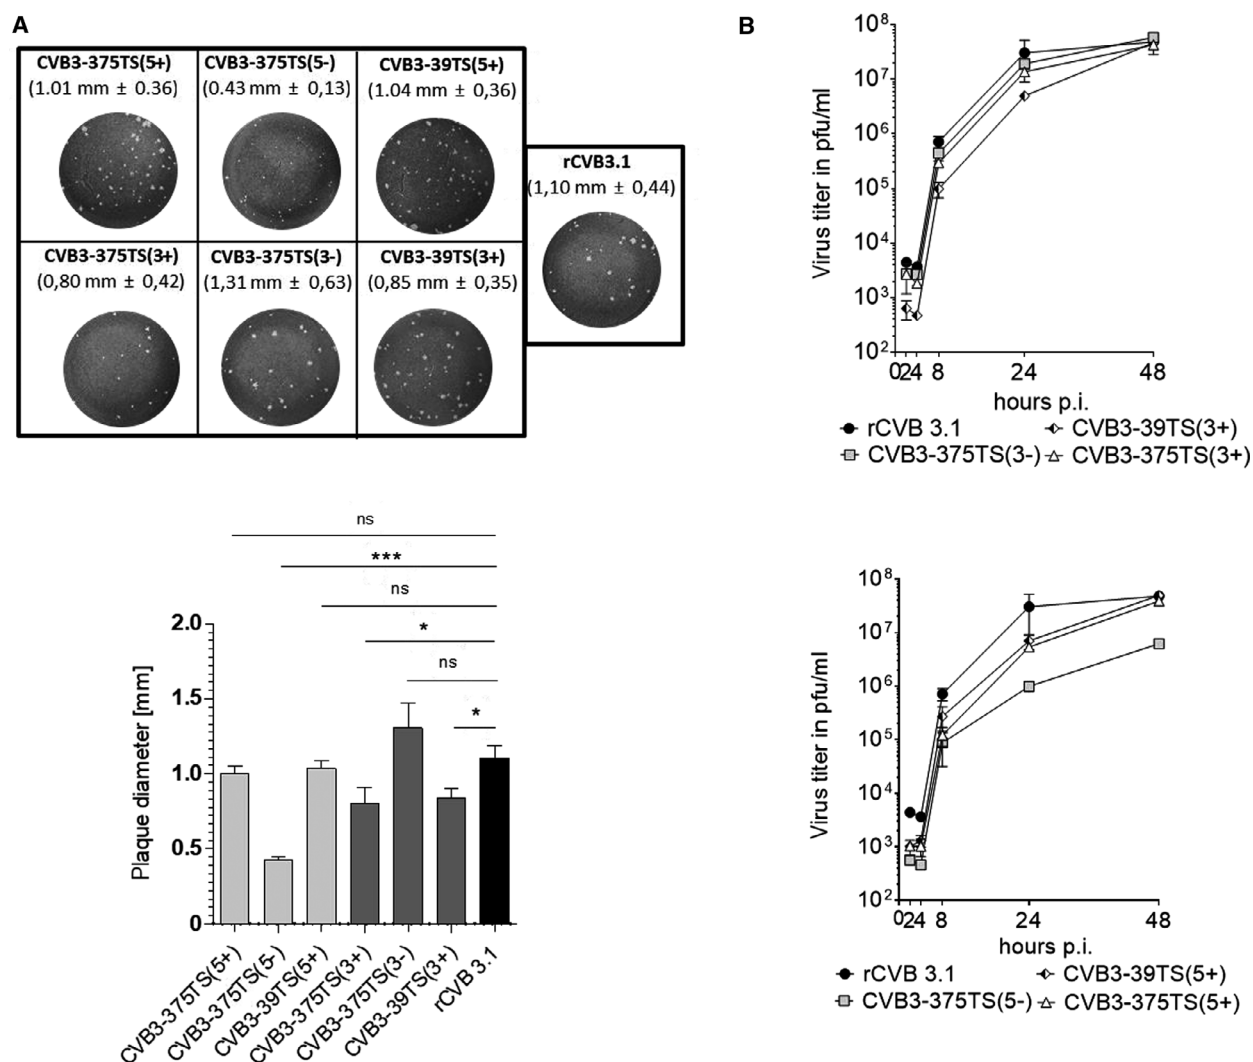 A
CVB3-375TS(5+)
(1.01 mm ± 0.36)
CVB3-375TS(5-)
(0.43 mm ± 0,13)
CVB3-39TS(5+)
(1.04 mm ± 0,36)
rCVB3.1
(1,10 mm ± 0,44)
CVB3-375TS(3+)
(0,80 mm ± 0,42)
CVB3-375TS(3-)
(1,31 mm ± 0,63)
CVB3-39TS(3+)
(0,85 mm ± 0,35)
ns
***
ns
*
ns
*
Plaque diameter [mm]
2.0
1.5
1.0
0.5
0
CVB3-375TS(5+)
CVB3-375TS(5-)
CVB3-39TS(5+)
CVB3-375TS(3+)
CVB3-375TS(3-)
CVB3-39TS(3+)
rCVB 3.1
B
Virus titer in pfu/ml
10⁸
10⁷
10⁶
10⁵
10⁴
10³
10²
0 2 4 8 24 48
hours p.i.
rCVB 3.1 CVB3-39TS(3+)
CVB3-375TS(3-) CVB3-375TS(3+)
Virus titer in pfu/ml
10⁸
10⁷
10⁶
10⁵
10⁴
10³
10²
0 2 4 8 24 48
hours p.i.
rCVB 3.1 CVB3-39TS(5+)
CVB3-375TS(5-) CVB3-375TS(5+)